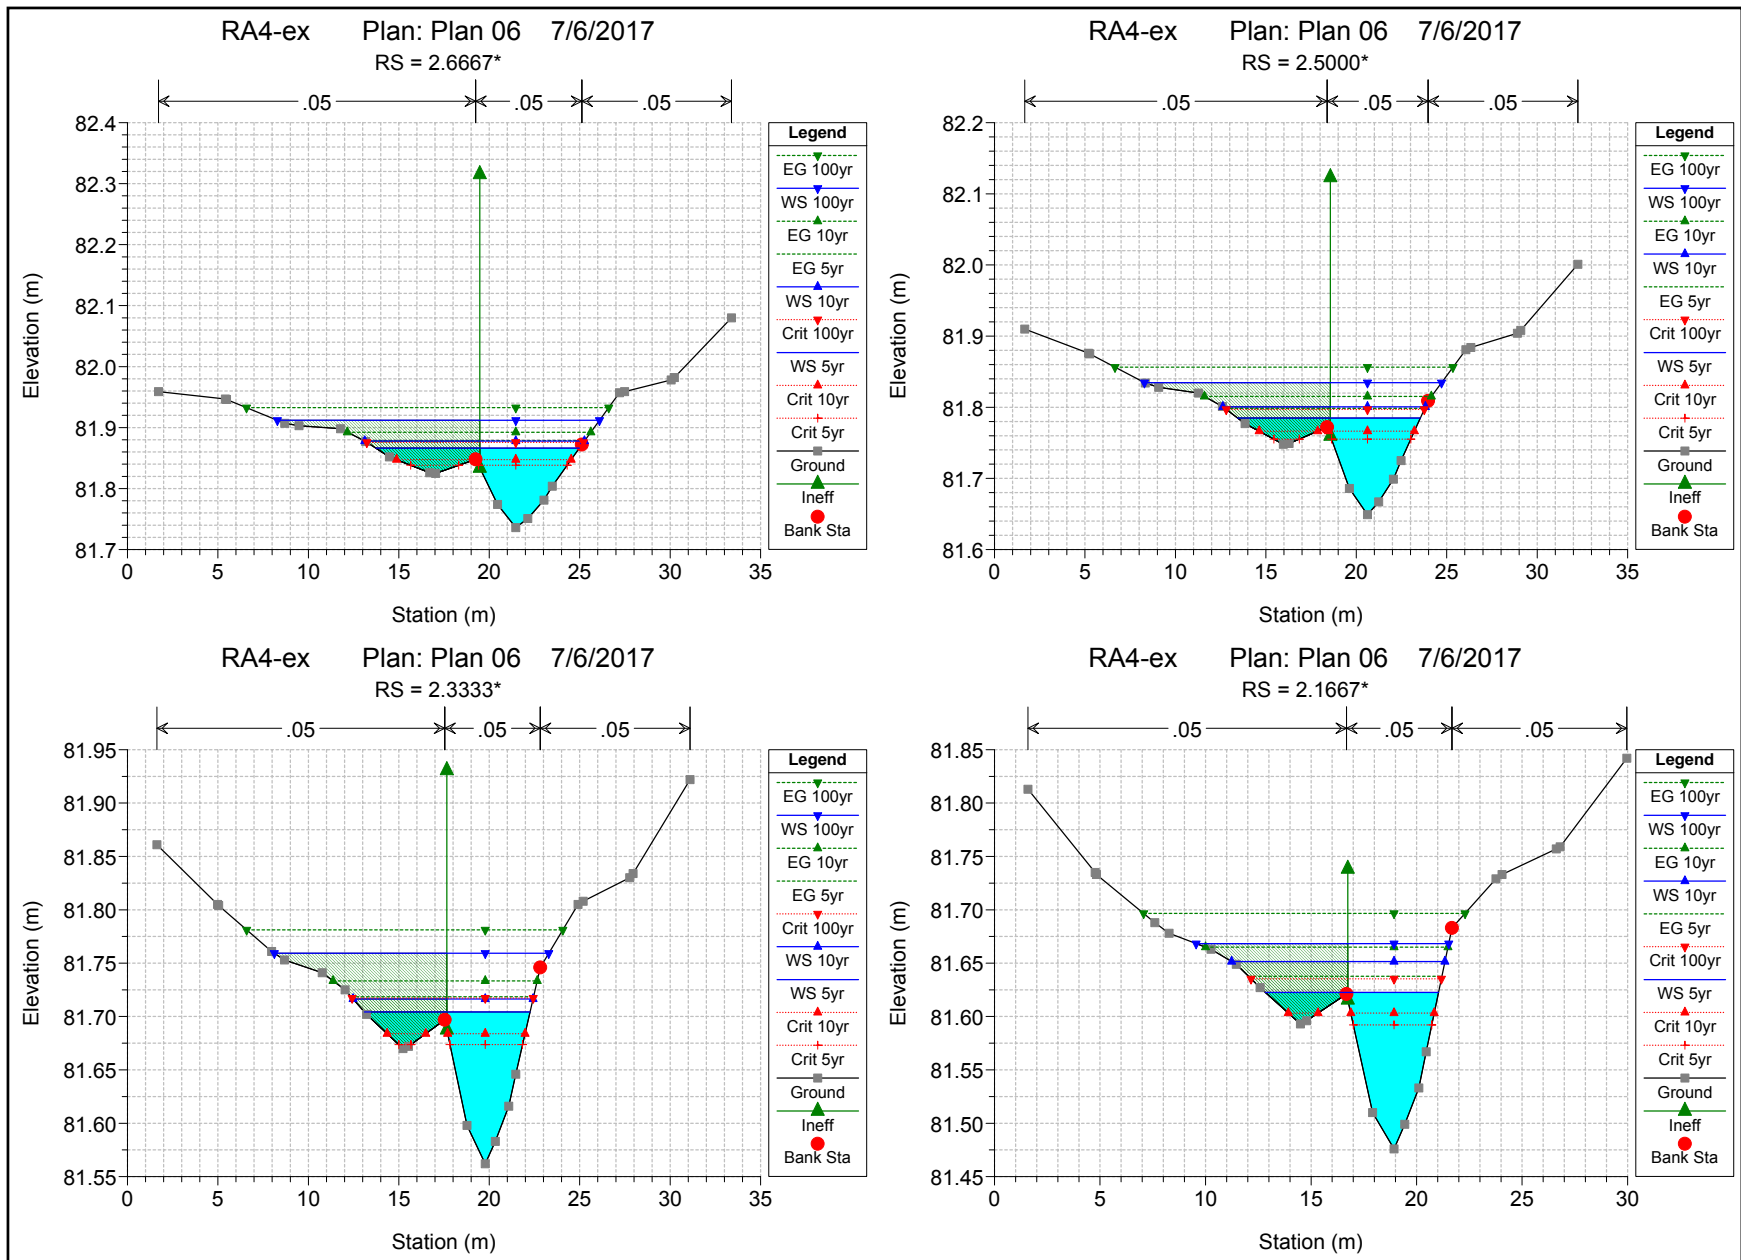 RA4-ex Plan: Plan 06 7/6/2017
RS = 2.6667*
.05 .05 .05
82.4
82.3
82.2
82.1
82.0
81.9
81.8
81.7
Elevation (m)
0 5 10 15 20 25 30 35
Station (m)
Legend
EG 100yr
WS 100yr
EG 10yr
EG 5yr
WS 10yr
Crit 100yr
WS 5yr
Crit 10yr
Crit 5yr
Ground
Ineff
Bank Sta
RA4-ex Plan: Plan 06 7/6/2017
RS = 2.5000*
.05 .05 .05
82.2
82.1
82.0
81.9
81.8
81.7
81.6
Elevation (m)
0 5 10 15 20 25 30 35
Station (m)
Legend
EG 100yr
WS 100yr
EG 10yr
WS 10yr
EG 5yr
Crit 100yr
WS 5yr
Crit 10yr
Crit 5yr
Ground
Ineff
Bank Sta
RA4-ex Plan: Plan 06 7/6/2017
RS = 2.3333*
.05 .05 .05
81.95
81.90
81.85
81.80
81.75
81.70
81.65
81.60
81.55
Elevation (m)
0 5 10 15 20 25 30 35
Station (m)
Legend
EG 100yr
WS 100yr
EG 10yr
EG 5yr
Crit 100yr
WS 10yr
WS 5yr
Crit 10yr
Crit 5yr
Ground
Ineff
Bank Sta
RA4-ex Plan: Plan 06 7/6/2017
RS = 2.1667*
.05 .05 .05
81.85
81.80
81.75
81.70
81.65
81.60
81.55
81.50
81.45
Elevation (m)
0 5 10 15 20 25 30
Station (m)
Legend
EG 100yr
WS 100yr
EG 10yr
WS 10yr
EG 5yr
Crit 100yr
WS 5yr
Crit 10yr
Crit 5yr
Ground
Ineff
Bank Sta